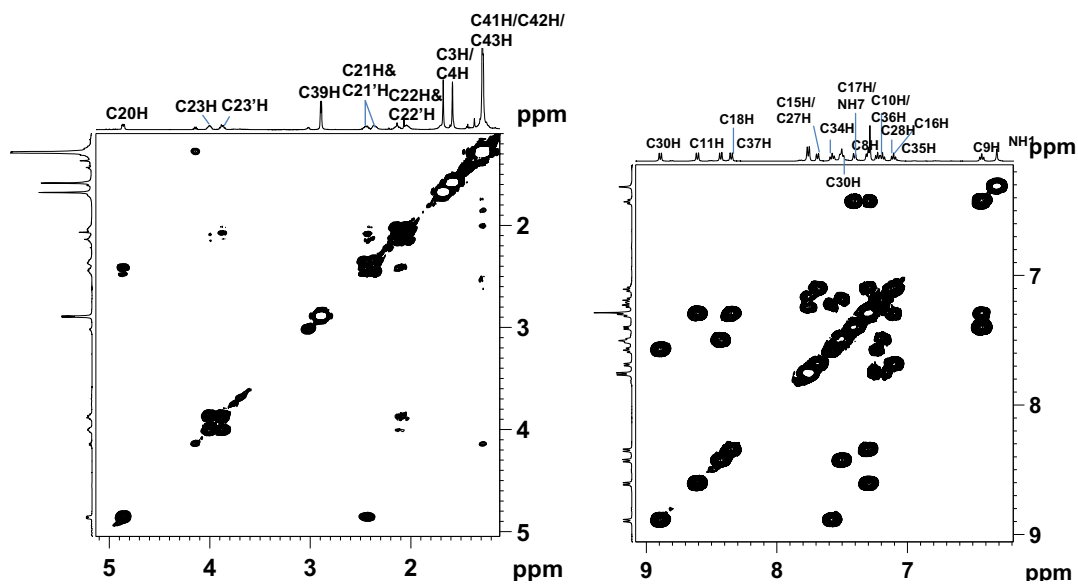 C41H/C42H/
C43H
C3H/
C4H
C21H&
C21'H
C20H
C23H
C23’H
C39H
C22H&
C22’H
ppm
2
3
4
5
5
4
3
2
ppm
C17H/
NH7
C15H/
27H
C10H/
C36H
C18H
C34H
C28H
C16H
C30H
C11H
C37H
C8H
C35H
C9H
NH1
ppm
C30H
7
8
9
9
8
7
ppm